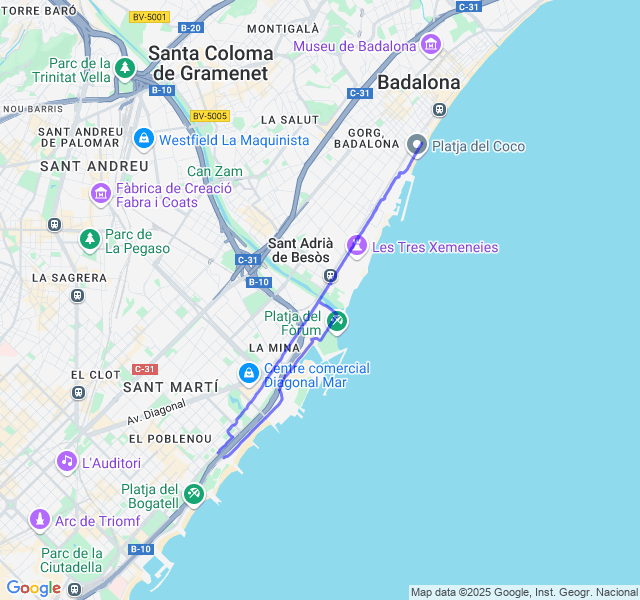 TORRE BARÓ
BV-5001
B-20
C-31
MONTIGALÀ
Museu de Badalona
Parc de la
Trinitat Vella
Santa Coloma
de Gramenet
B-10
C-31
Badalona
NOU BARRIS
BV-5005
LA SALUT
SANT ANDREU
DE PALOMAR
Westfield La Maquinista
GORG,
BADALONA
Platja del Coco
SANT ANDREU
Can Zam
Fàbrica de Creació
Fabra i Coats
Parc de
La Pegaso
Sant Adrià
de Besòs
Les Tres Xemeneies
C-31
B-10
LA SAGRERA
Platja del
Fòrum
LA MINA
C-31
Centre comercial
Diagonal Mar
EL CLOT
SANT MARTÍ
Av. Diagonal
EL POBLENOU
L'Auditori
Platja del
Bogatell
Arc de Triomf
B-10
Parc de la
Ciutadella
Google
Map data ©2025 Google, Inst. Geogr. Nacional